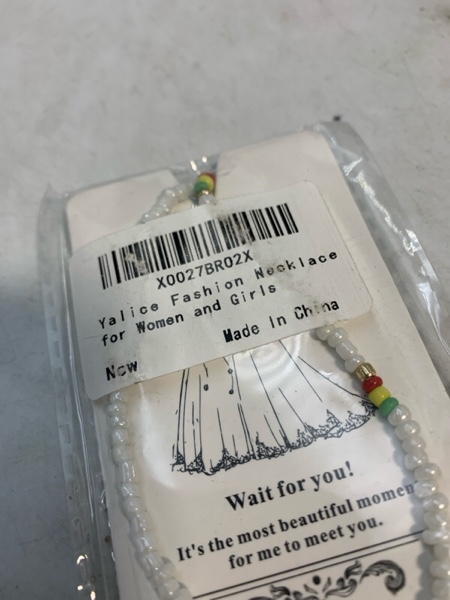 X0027BR02X
Yalice Fashion Necklace
for Women and Girls
New
Made In China
Wait for you!
It's the most beautiful momen
for me to meet you.